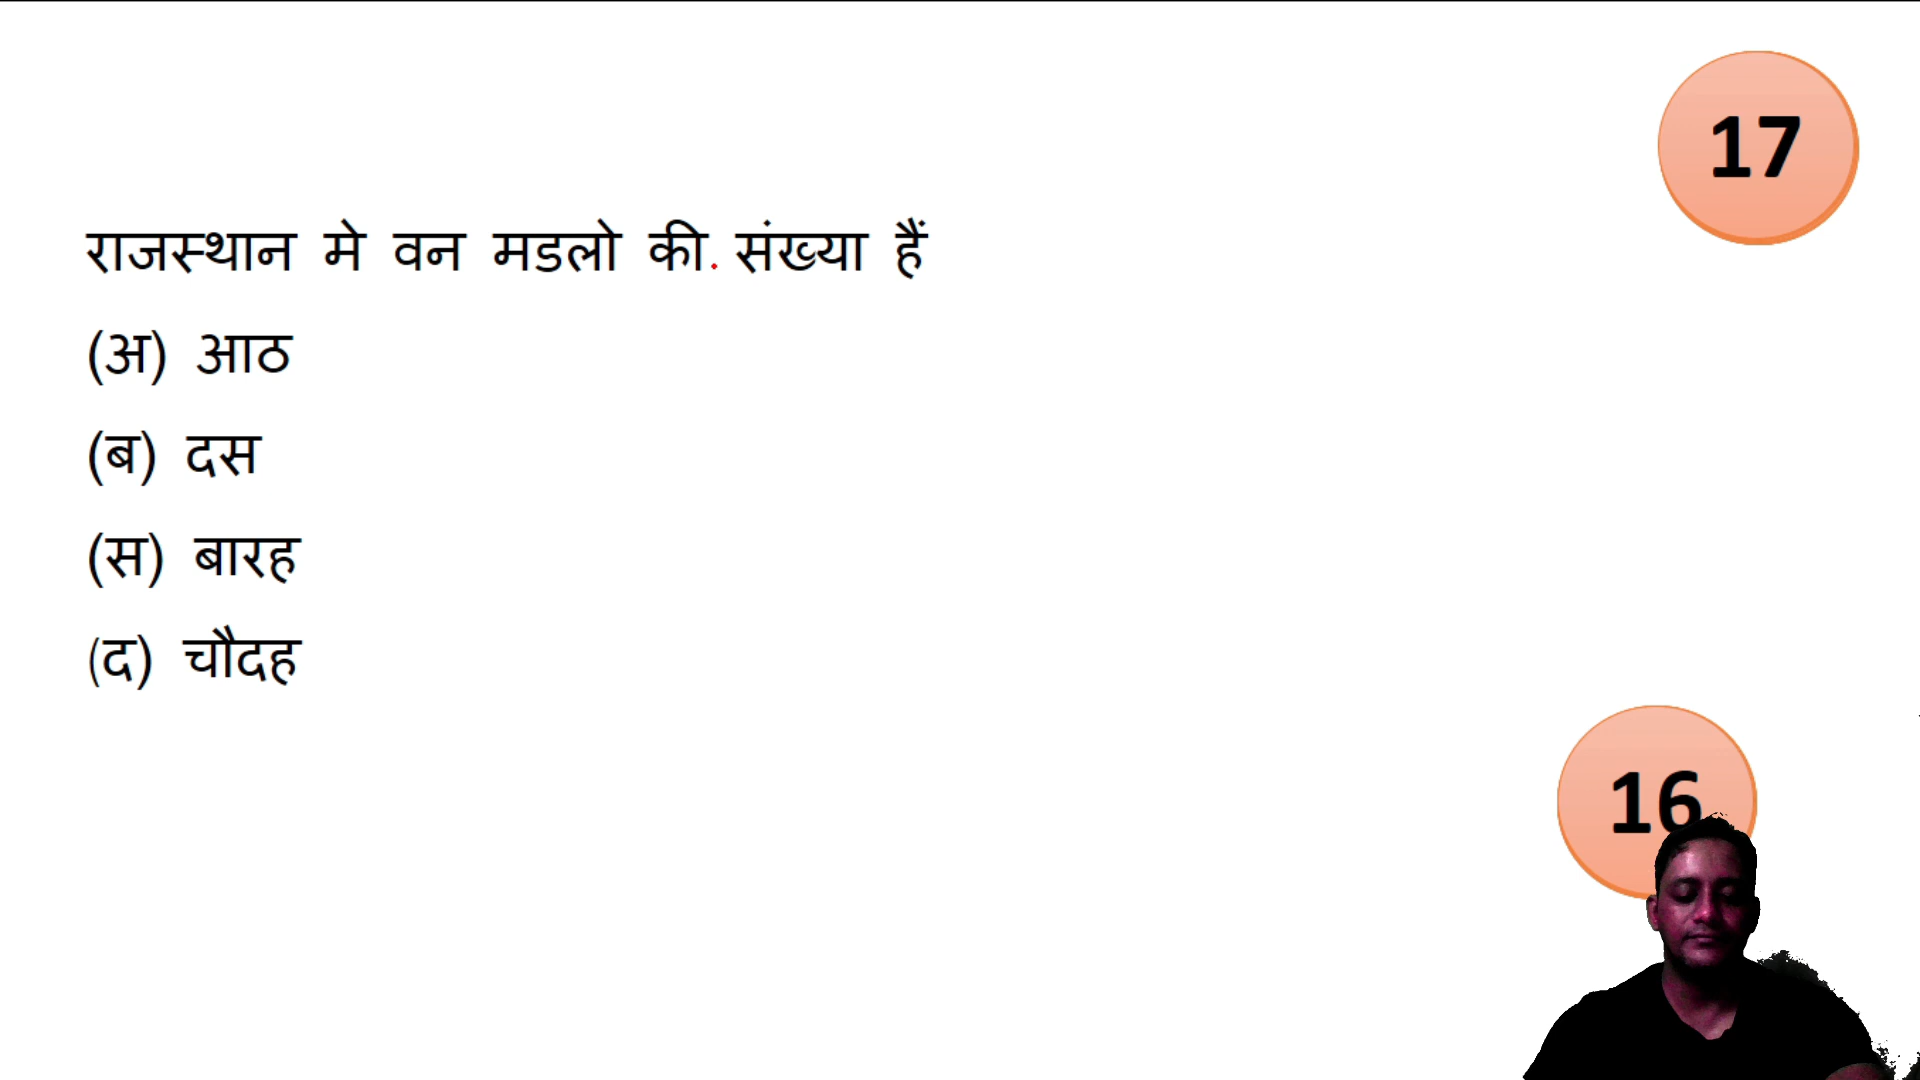 17
राजस्थान मे वन मडलो की संख्या हैं
(अ) आठ
(ब) दस
(स) बारह
(द) चौदह
16